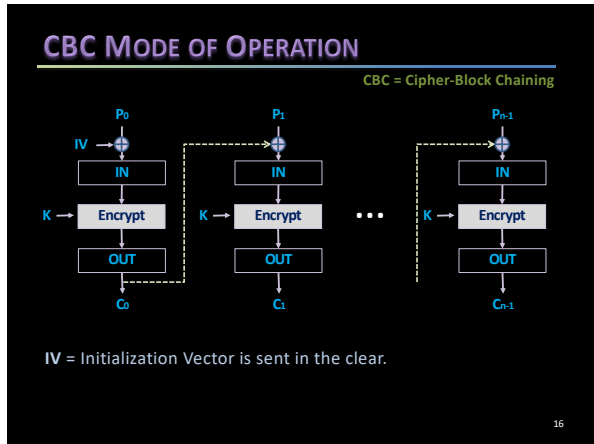 CBC MODE OF OPERATION
CBC = Cipher-Block Chaining
P0 P1 Pn-1
IV
IN IN IN
K Encrypt K Encrypt ••• K Encrypt
OUT OUT OUT
C0 C1 Cn-1
IV = Initialization Vector is sent in the clear.
16